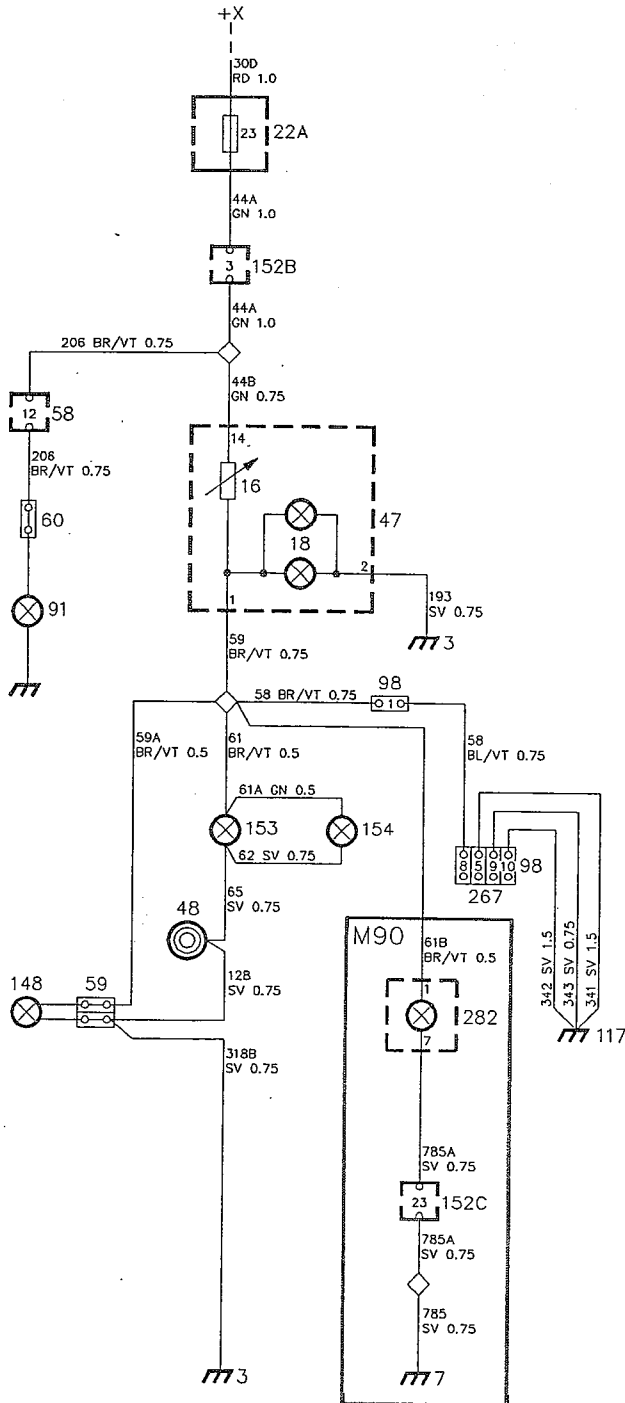 +X
30D
RD 1.0
23
22A
44A
GN 1.0
3
152B
44A
GN 1.0
206 BR/VT 0.75
44B
GN 0.75
12
58
14
206
BR/VT 0.75
16
47
60
18
2
91
1
193
SV 0.75
3
59
BR/VT 0.75
58 BR/VT 0.75
98
1
59A
BR/VT 0.5
61
BR/VT 0.5
58
BL/VT 0.75
61A GN 0.5
153
154
62 SV 0.75
8
5
9
10
98
267
65
SV 0.75
48
M90
61B
BR/VT 0.5
342 SV 1.5
343 SV 0.75
341 SV 1.5
128
SV 0.75
1
148
59
282
117
7
318B
SV 0.75
785A
SV 0.75
23
152C
785A
SV 0.75
785
SV 0.75
3
7